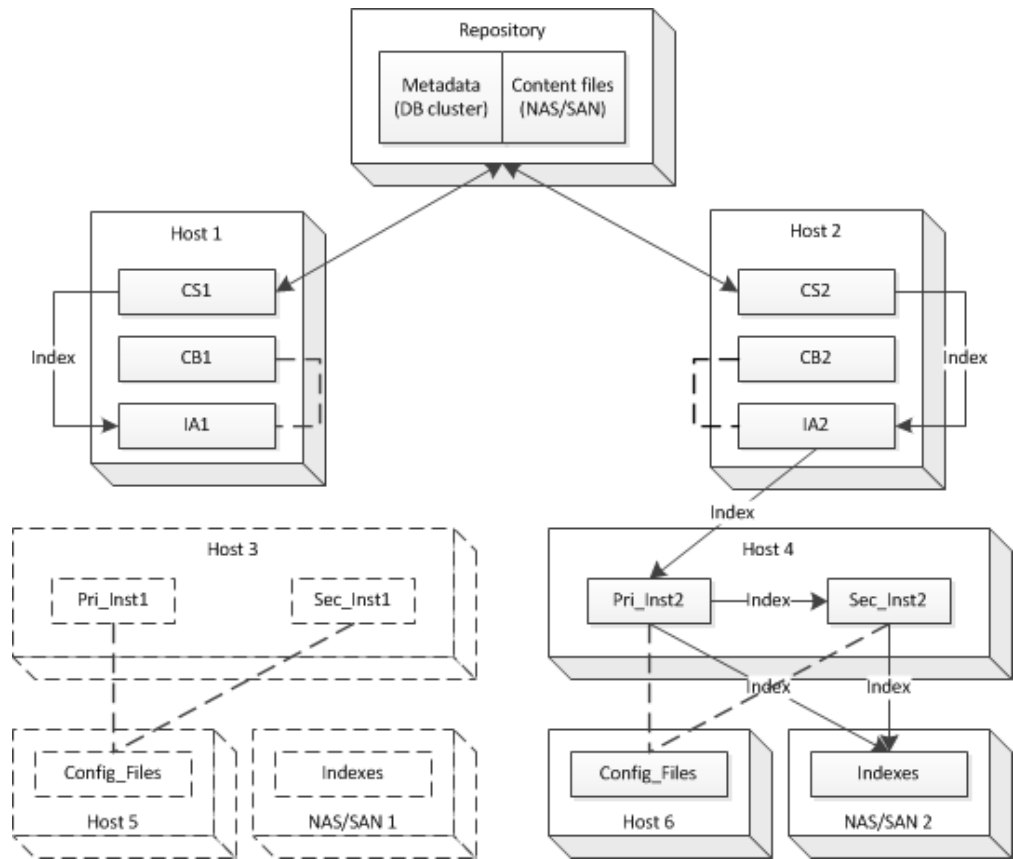 Repository
Metadata
(DB cluster)
Content files
(NAS/SAN)
Host 1
CS1
CB1
IA1
Index
Host 2
CS2
CB2
IA2
Index
Index
Host 3
Pri_Inst1
Sec_Inst1
Host 4
Pri_Inst2
Index
Sec_Inst2
Index
Index
Config_Files
Host 5
Indexes
NAS/SAN 1
Config_Files
Host 6
Indexes
NAS/SAN 2